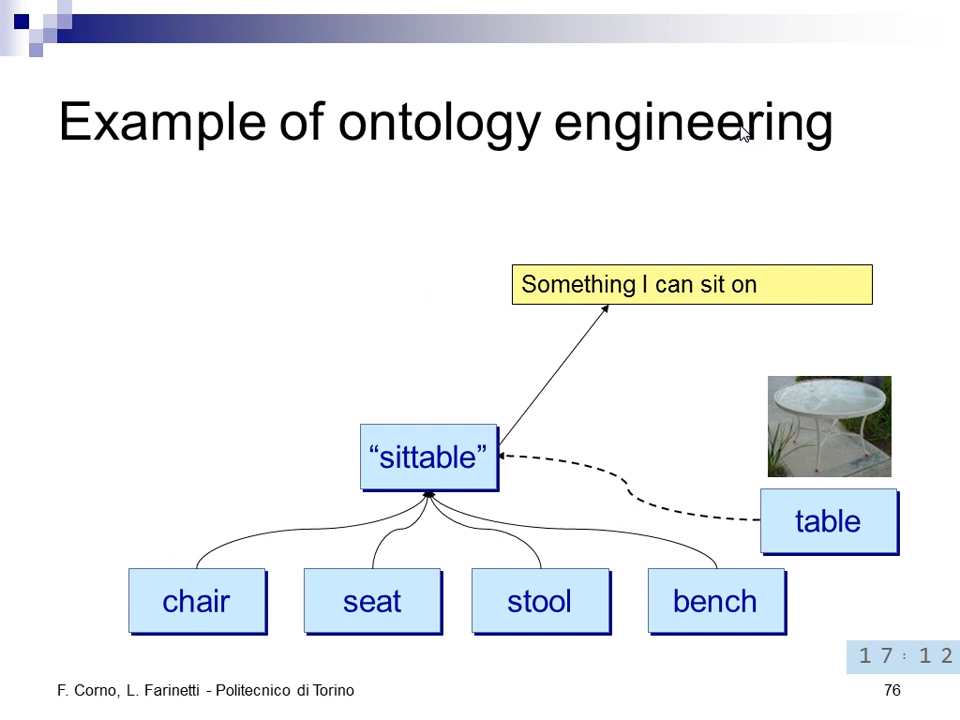 Example of ontology engineering
Something I can sit on
“sittable”
table
chair
seat
stool
bench
17:12
F. Corno, L. Farinetti - Politecnico di Torino
76